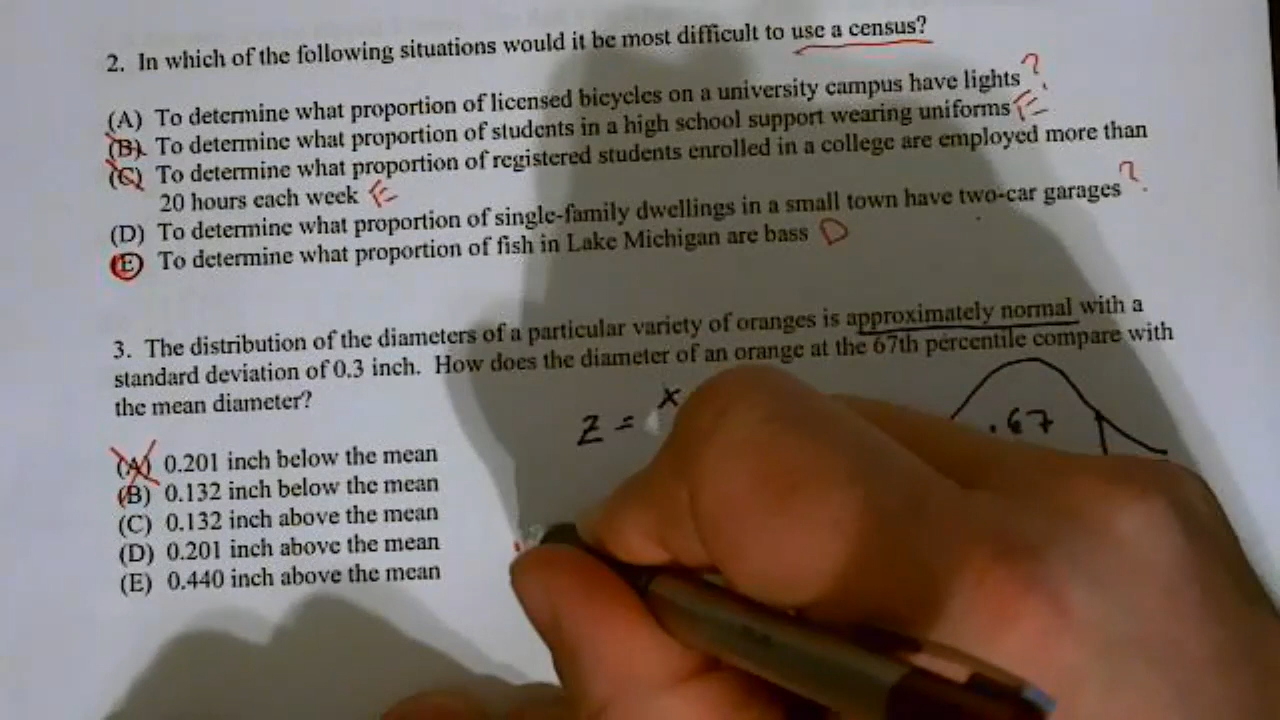 2. In which of the following situations would it be most difficult to use a census?
(A) To determine what proportion of licensed bicycles on a university campus have lights ?
(B) To determine what proportion of students in a high school support wearing uniforms E
(C) To determine what proportion of registered students enrolled in a college are employed more than
20 hours each week E
(D) To determine what proportion of single-family dwellings in a small town have two-car garages ?
(E) To determine what proportion of fish in Lake Michigan are bass D
3. The distribution of the diameters of a particular variety of oranges is approximately normal with a
standard deviation of 0.3 inch. How does the diameter of an orange at the 67th percentile compare with
the mean diameter?
Z = x
.67
(A) 0.201 inch below the mean
(B) 0.132 inch below the mean
(C) 0.132 inch above the mean
(D) 0.201 inch above the mean
(E) 0.440 inch above the mean